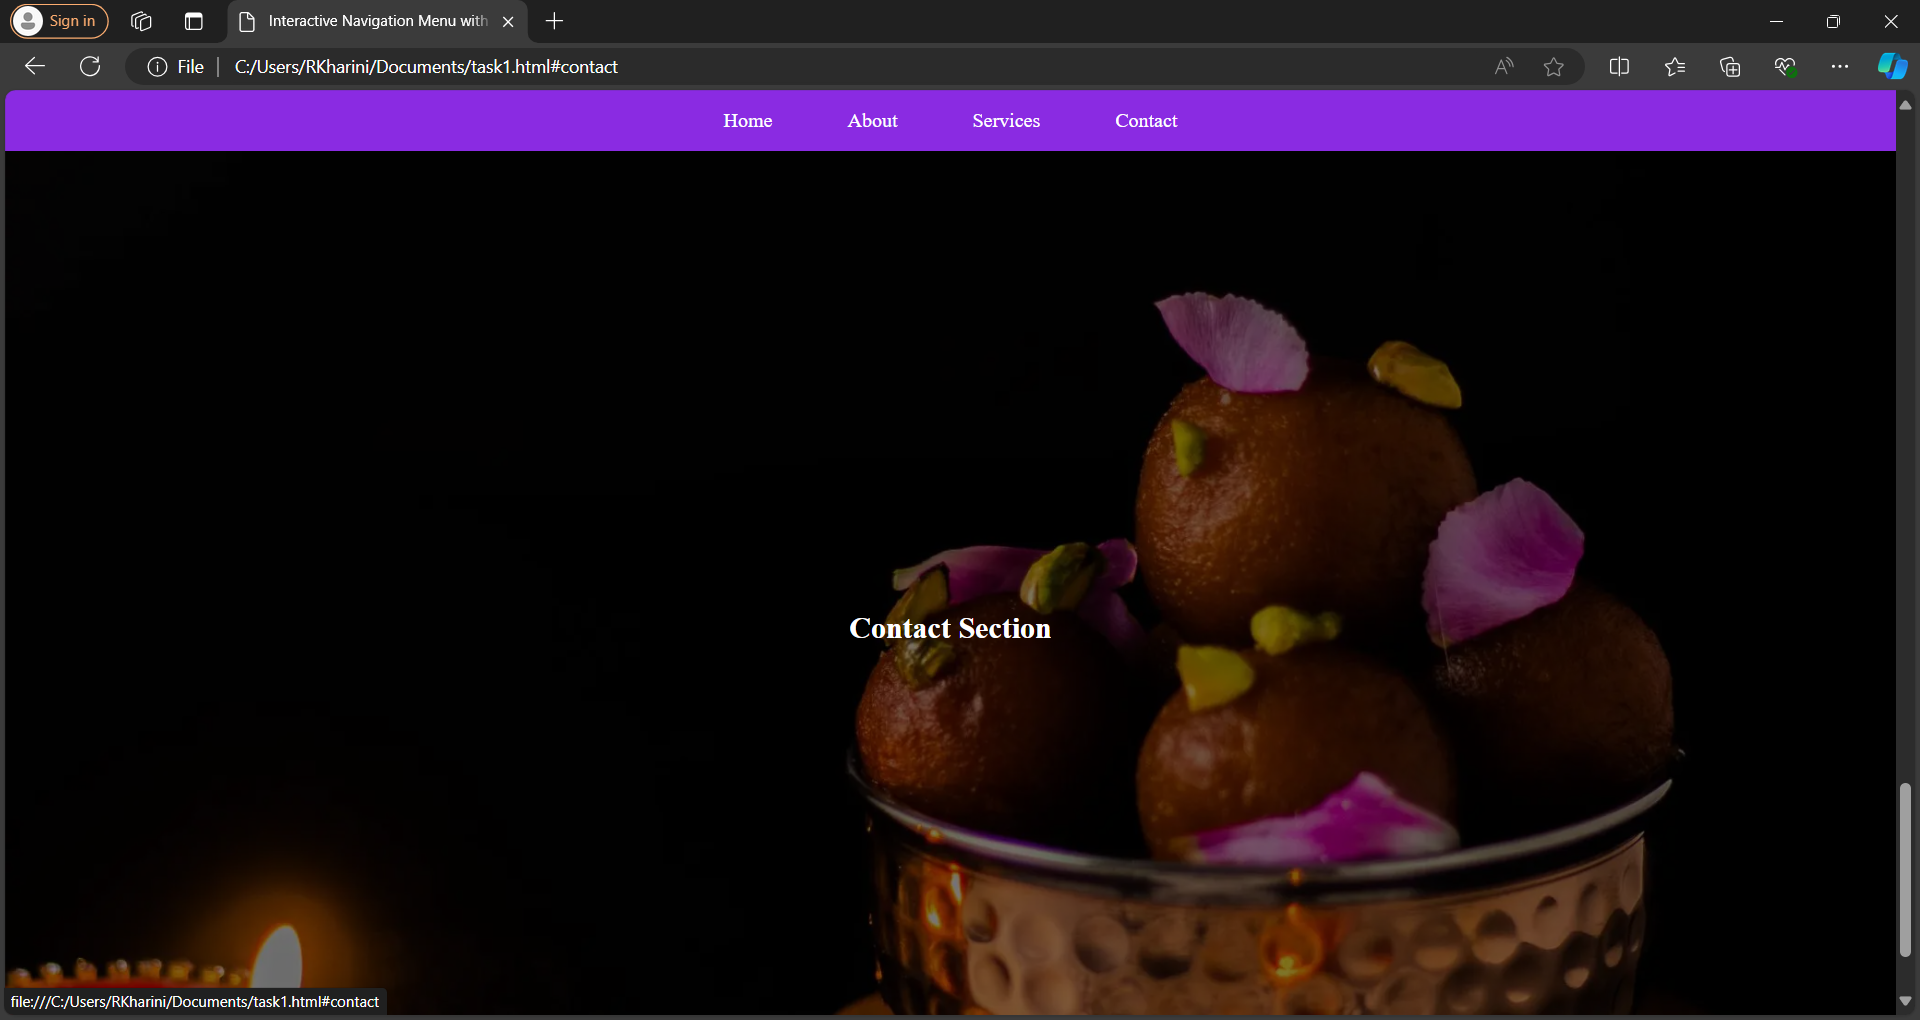 Sign in
Interactive Navigation Menu with
File
C:/Users/RKharini/Documents/task1.html#contact
Home About Services Contact
Contact Section
file:///C:/Users/RKharini/Documents/task1.html#contact